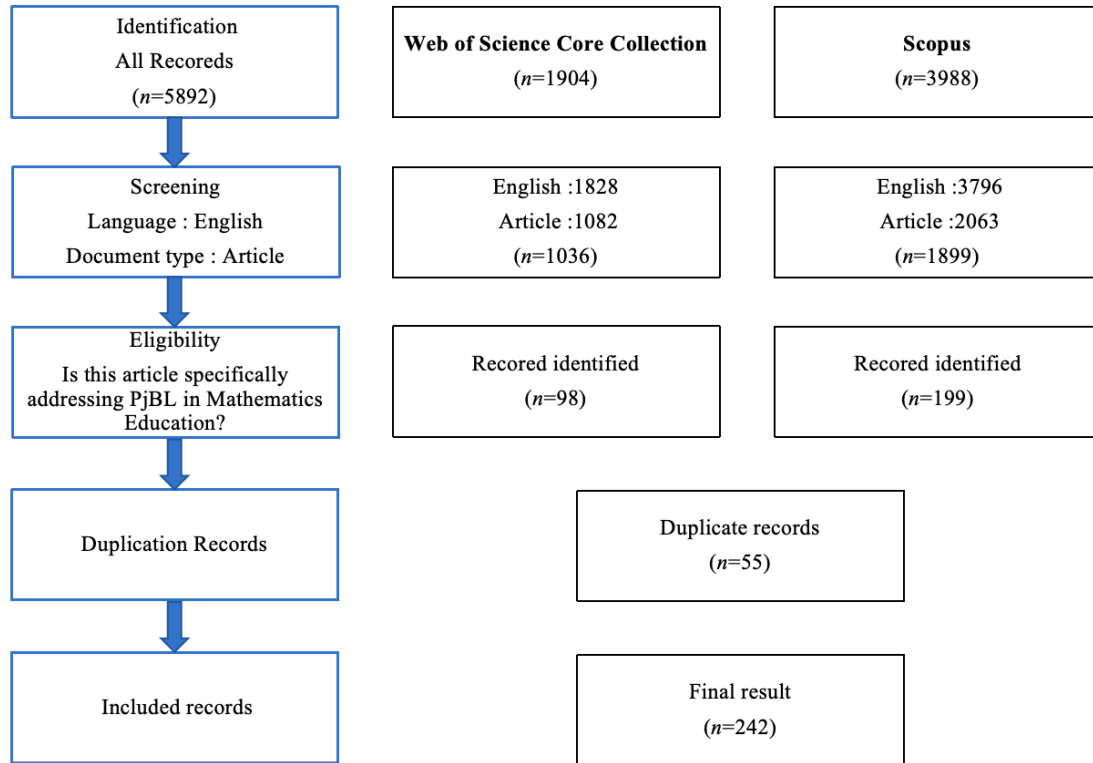 Identification
All Recoreds
(n=5892)
Web of Science Core Collection
(n=1904)
Scopus
(n=3988)
Screening
Language : English
Document type : Article
English :1828
Article :1082
(n=1036)
English :3796
Article :2063
(n=1899)
Eligibility
Is this article specifically
addressing PjBL in Mathematics
Education?
Recored identified
(n=98)
Recored identified
(n=199)
Duplication Records
Duplicate records
(n=55)
Included records
Final result
(n=242)